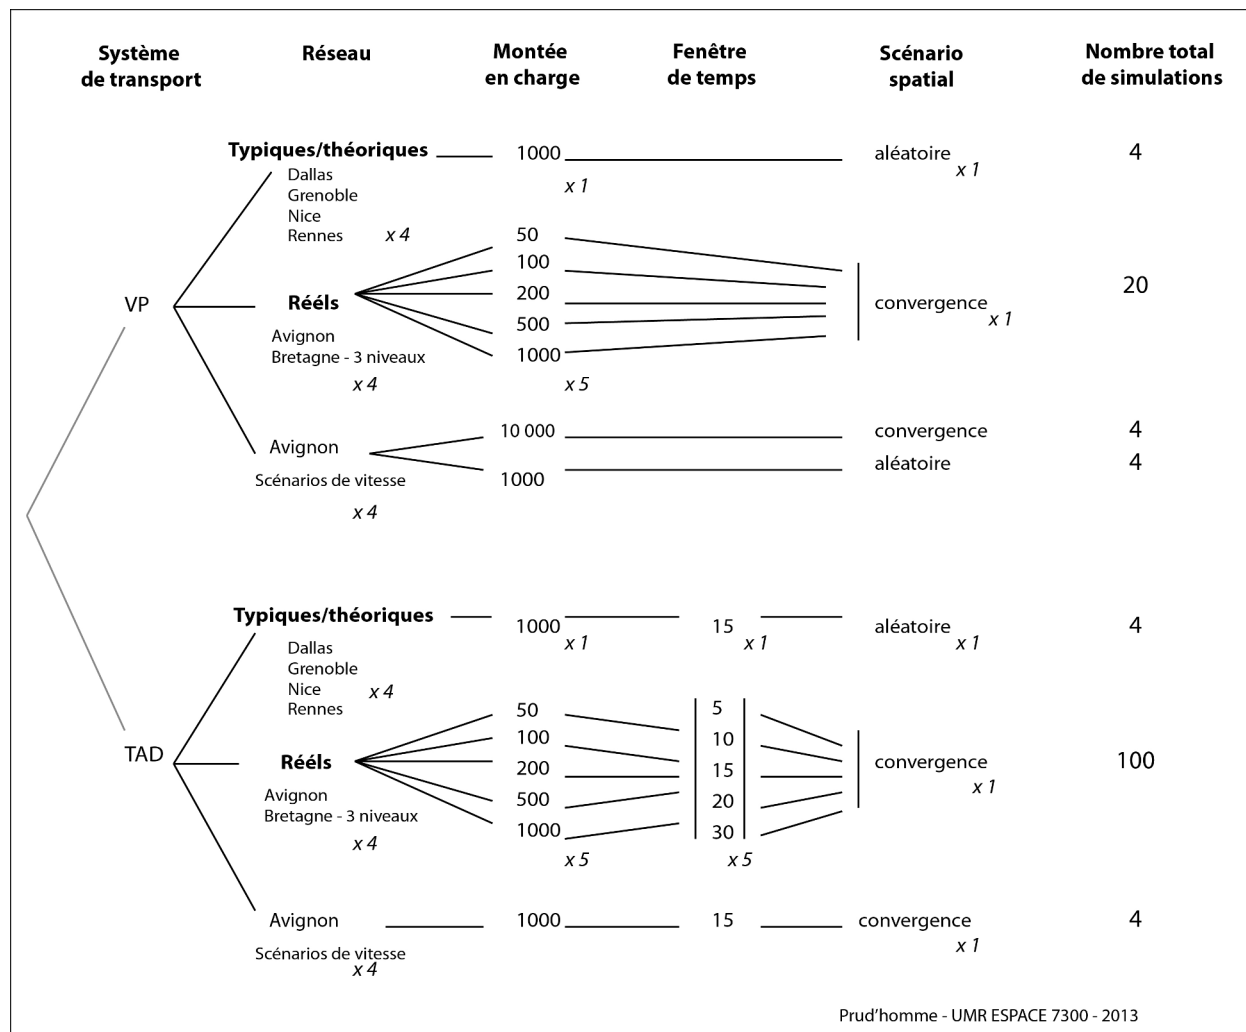 Système
de transport
Réseau
Montée
en charge
Fenêtre
de temps
Scénario
spatial
Nombre total
de simulations
VP
Typiques/théoriques
Dallas
Grenoble
Nice
Rennes x 4
1000
x 1
aléatoire
x 1
4
Réels
Avignon
Bretagne - 3 niveaux
x 4
50
100
200
500
1000
x 5
convergence
x 1
20
Avignon
Scénarios de vitesse
x 4
10 000
convergence
4
1000
aléatoire
4
TAD
Typiques/théoriques
Dallas
Grenoble
Nice
Rennes
x 4
1000
x 1
15
x 1
aléatoire
x 1
4
Réels
Avignon
Bretagne - 3 niveaux
x 4
50
100
200
500
1000
x 5
5
10
15
20
30
x 5
convergence
x 1
100
Avignon
Scénarios de vitesse
x 4
1000
15
convergence
x 1
4
Prud'homme - UMR ESPACE 7300 - 2013